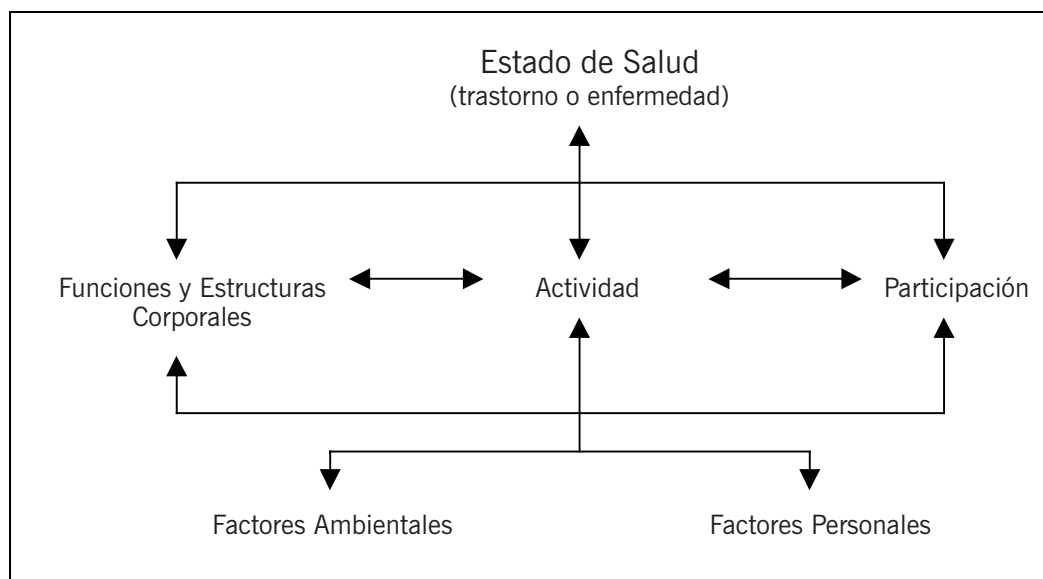 Estado de Salud
(trastorno o enfermedad)
Funciones y Estructuras
Corporales
Actividad
Participación
Factores Ambientales
Factores Personales